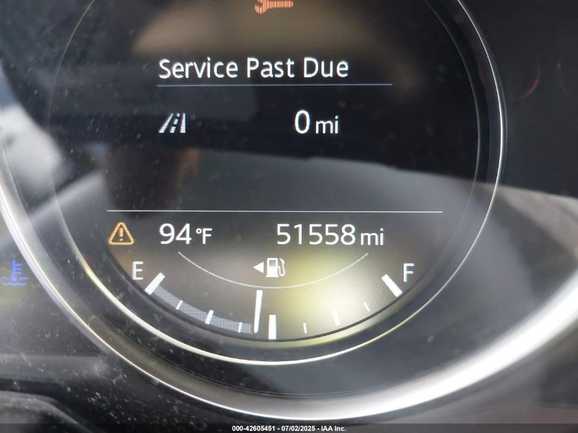 Service Past Due
0 mi
94 °F
51558 mi
E
F
000-42605451 - 07/02/2025 - IAA Inc.